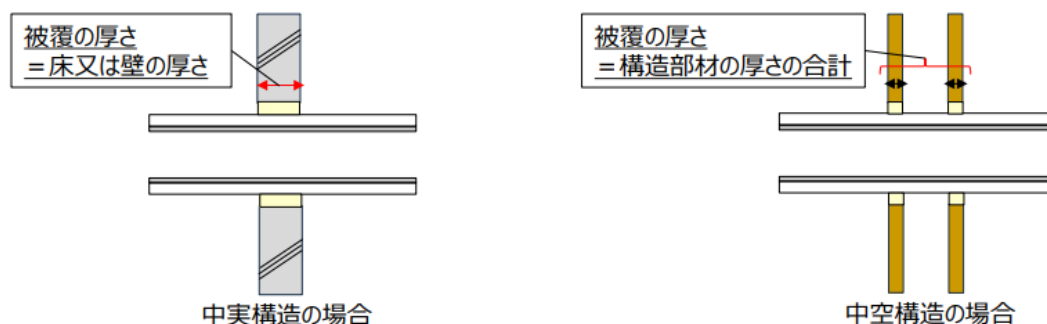 被覆の厚さ
＝床又は壁の厚さ
被覆の厚さ
＝構造部材の厚さの合計
中実構造の場合
中空構造の場合